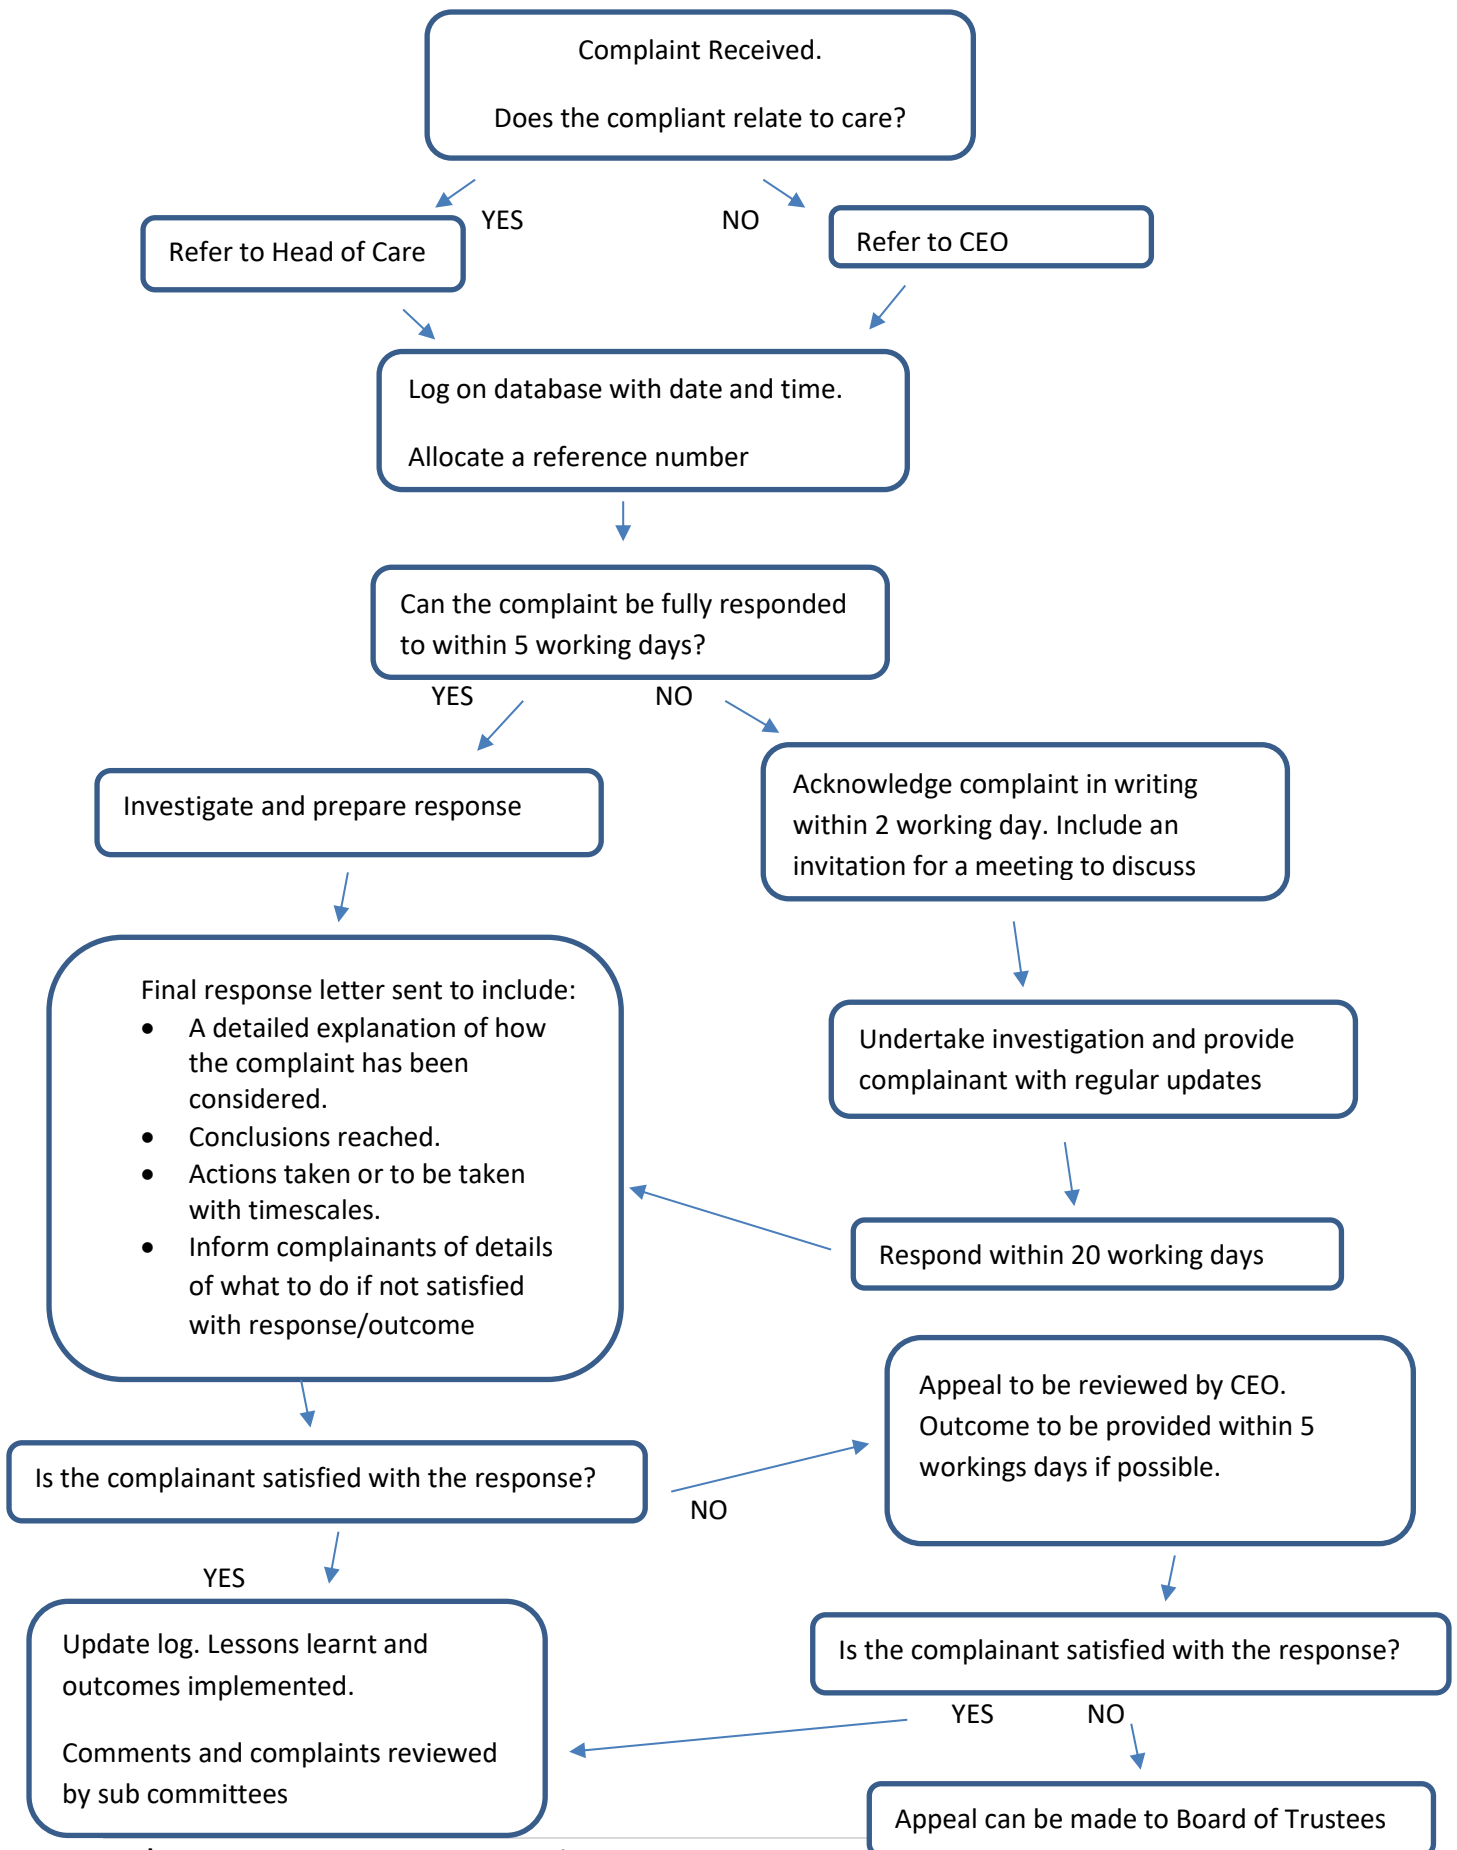 Complaint Received.
Does the compliant relate to care?
YES
NO
Refer to Head of Care
Refer to CEO
Log on database with date and time.
Allocate a reference number
Can the complaint be fully responded
to within 5 working days?
YES
NO
Investigate and prepare response
Acknowledge complaint in writing
within 2 working day. Include an
invitation for a meeting to discuss
Final response letter sent to include:
• A detailed explanation of how
the complaint has been
considered.
• Conclusions reached.
• Actions taken or to be taken
with timescales.
• Inform complainants of details
of what to do if not satisfied
with response/outcome
Undertake investigation and provide
complainant with regular updates
Respond within 20 working days
Appeal to be reviewed by CEO.
Outcome to be provided within 5
workings days if possible.
Is the complainant satisfied with the response?
NO
YES
Update log. Lessons learnt and
outcomes implemented.
Comments and complaints reviewed
by sub committees
Is the complainant satisfied with the response?
YES
NO
Appeal can be made to Board of Trustees